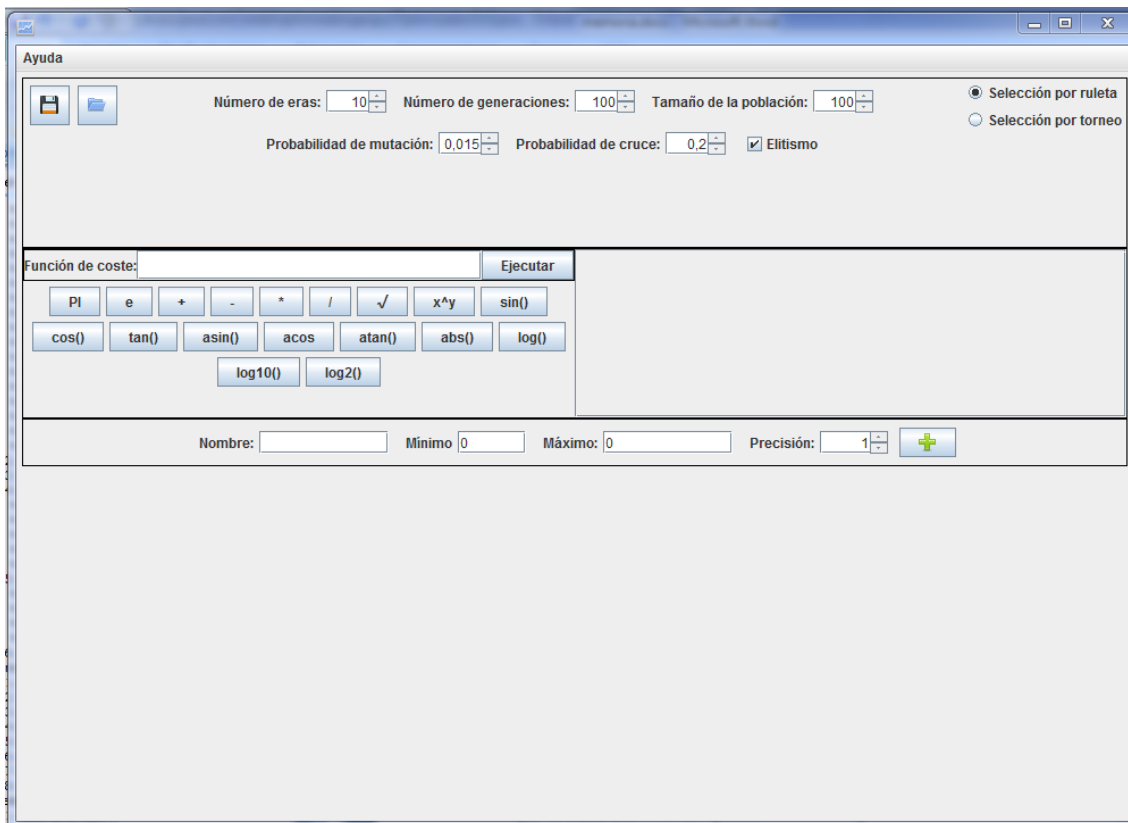 Ayuda
Número de eras: 10 Número de generaciones: 100 Tamaño de la población: 100 Selección por ruleta
Selección por torneo
Probabilidad de mutación: 0,015 Probabilidad de cruce: 0,2 Elitismo
Función de coste: Ejecutar
PI e + - * / √ x^y sin()
cos() tan() asin() acos atan() abs() log()
log10() log2()
Nombre: Mínimo 0 Máximo: 0 Precisión: 1